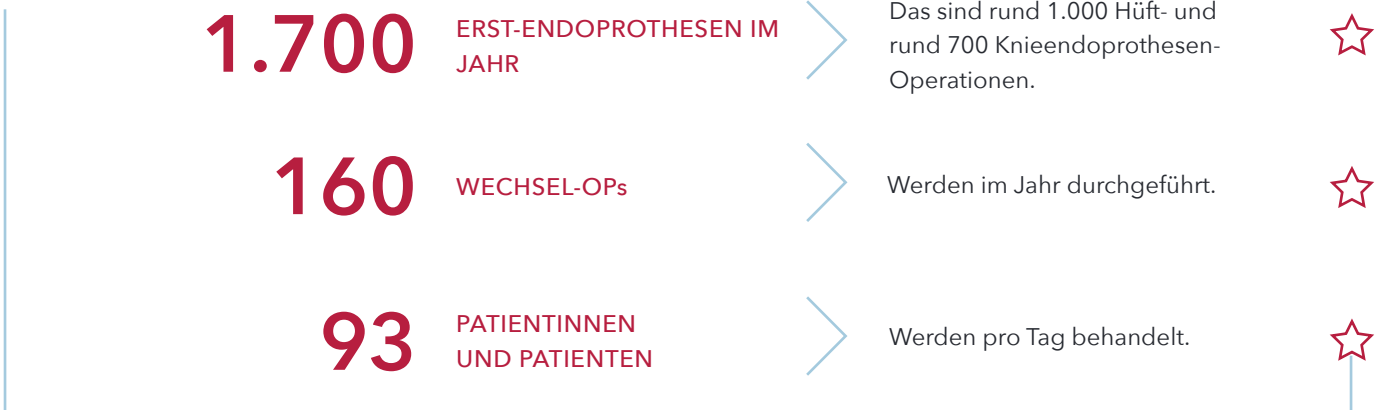 1.700
ERST-ENDOPROTHESEN IM
JAHR
Das sind rund 1.000 Hüft- und
rund 700 Knieendoprothesen-
Operationen.
160
WECHSEL-OPs
Werden im Jahr durchgeführt.
93
PATIENTINNEN
UND PATIENTEN
Werden pro Tag behandelt.